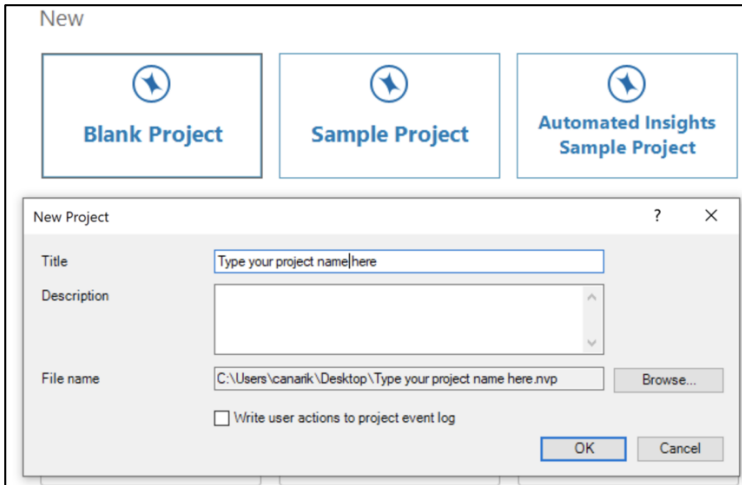 New
Blank Project
Sample Project
Automated Insights
Sample Project
New Project
?
X
Title
Type your project name here
Description
File name
C:\Users\canarik\Desktop\Type your project name here.nvp
Browse...
Write user actions to project event log
OK
Cancel